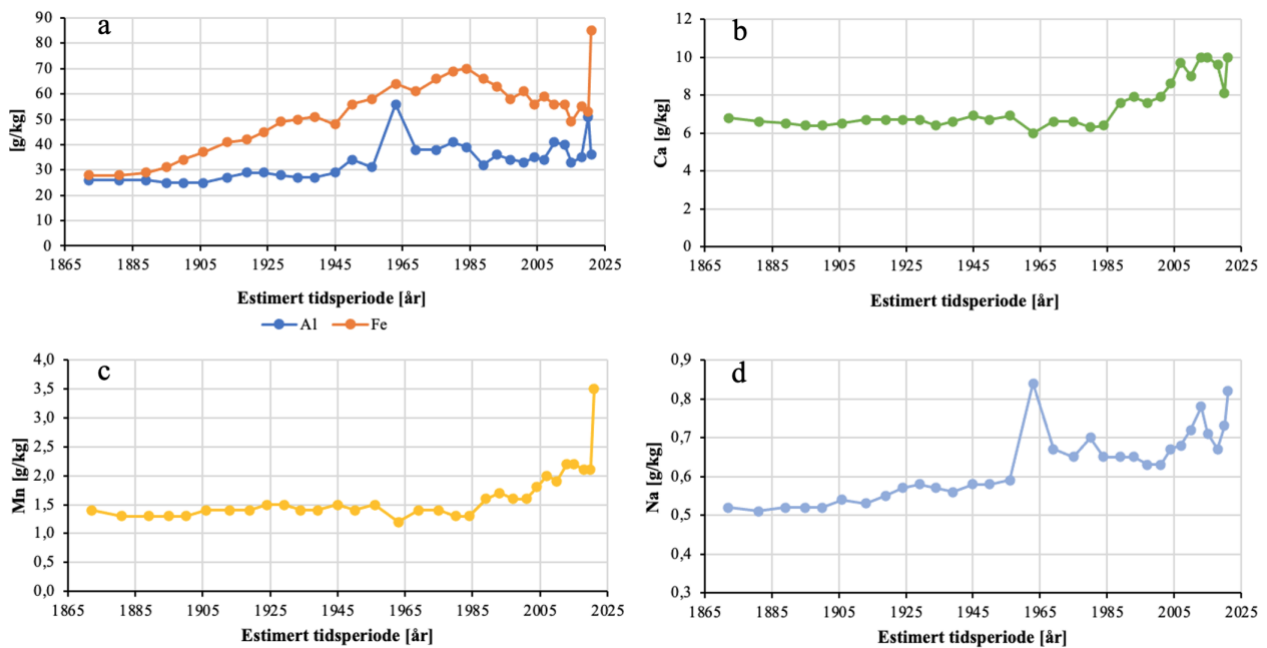 a
90
80
70
60
50
40
30
20
10
0
[g/kg]
1865 1885 1905 1925 1945 1965 1985 2005 2025
Estimert tidsperiode [år]
Al Fe
b
12
10
8
6
4
2
0
Ca [g/kg]
1865 1885 1905 1925 1945 1965 1985 2005 2025
Estimert tidsperiode [år]
c
4,0
3,5
3,0
2,5
2,0
1,5
1,0
0,5
0,0
Mn [g/kg]
1865 1885 1905 1925 1945 1965 1985 2005 2025
Estimert tidsperiode [år]
d
0,9
0,8
0,7
0,6
0,5
0,4
0,3
Na [g/kg]
1865 1885 1905 1925 1945 1965 1985 2005 2025
Estimert tidsperiode [år]